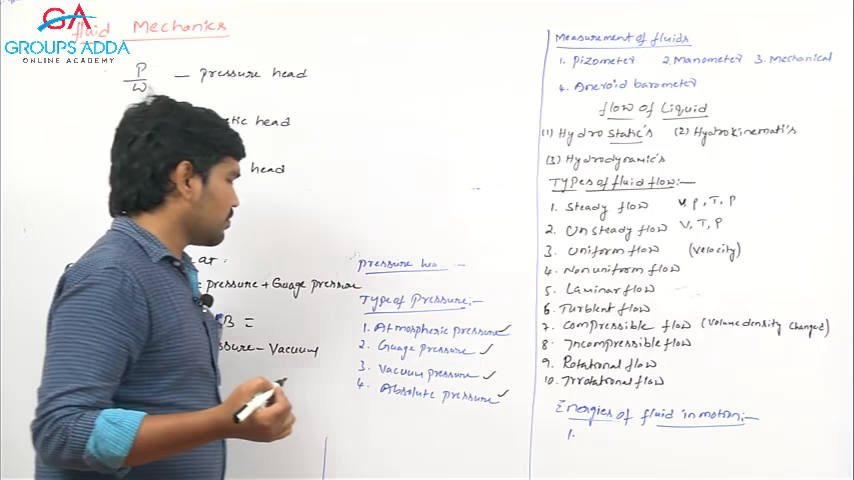 GA
GROUPS ADDA
ONLINE ACADEMY
fluid Mechanics
P/W — pressure head
head
head
at:
pressure + Guage pressure
B =
ssure - Vacuum
pressure hea
Type of pressure:-
1. Atmospheric pressure ✓
2. Guage pressure ✓
3. Vacuum pressure ✓
4. Absolute pressure ✓
Measurement of fluids
1. Pizometer 2. Manometer 3. Mechanical
4. Aneroid barometer
flow of Liquid
(1) Hydro static's (2) Hydrokinemati's
(3) Hydrodynamic's
Types of fluid flow:-
1. Steady flow V, P, T, P
2. Unsteady flow V, T, P
3. Uniform flow (velocity)
4. Non uniform flow
5. Laminar flow
6. Turblent flow
7. Compressible flow (Volume density changed)
8. Incompressible flow
9. Rotational flow
10. Irrotational flow
Energies of fluid in motion:-
1.